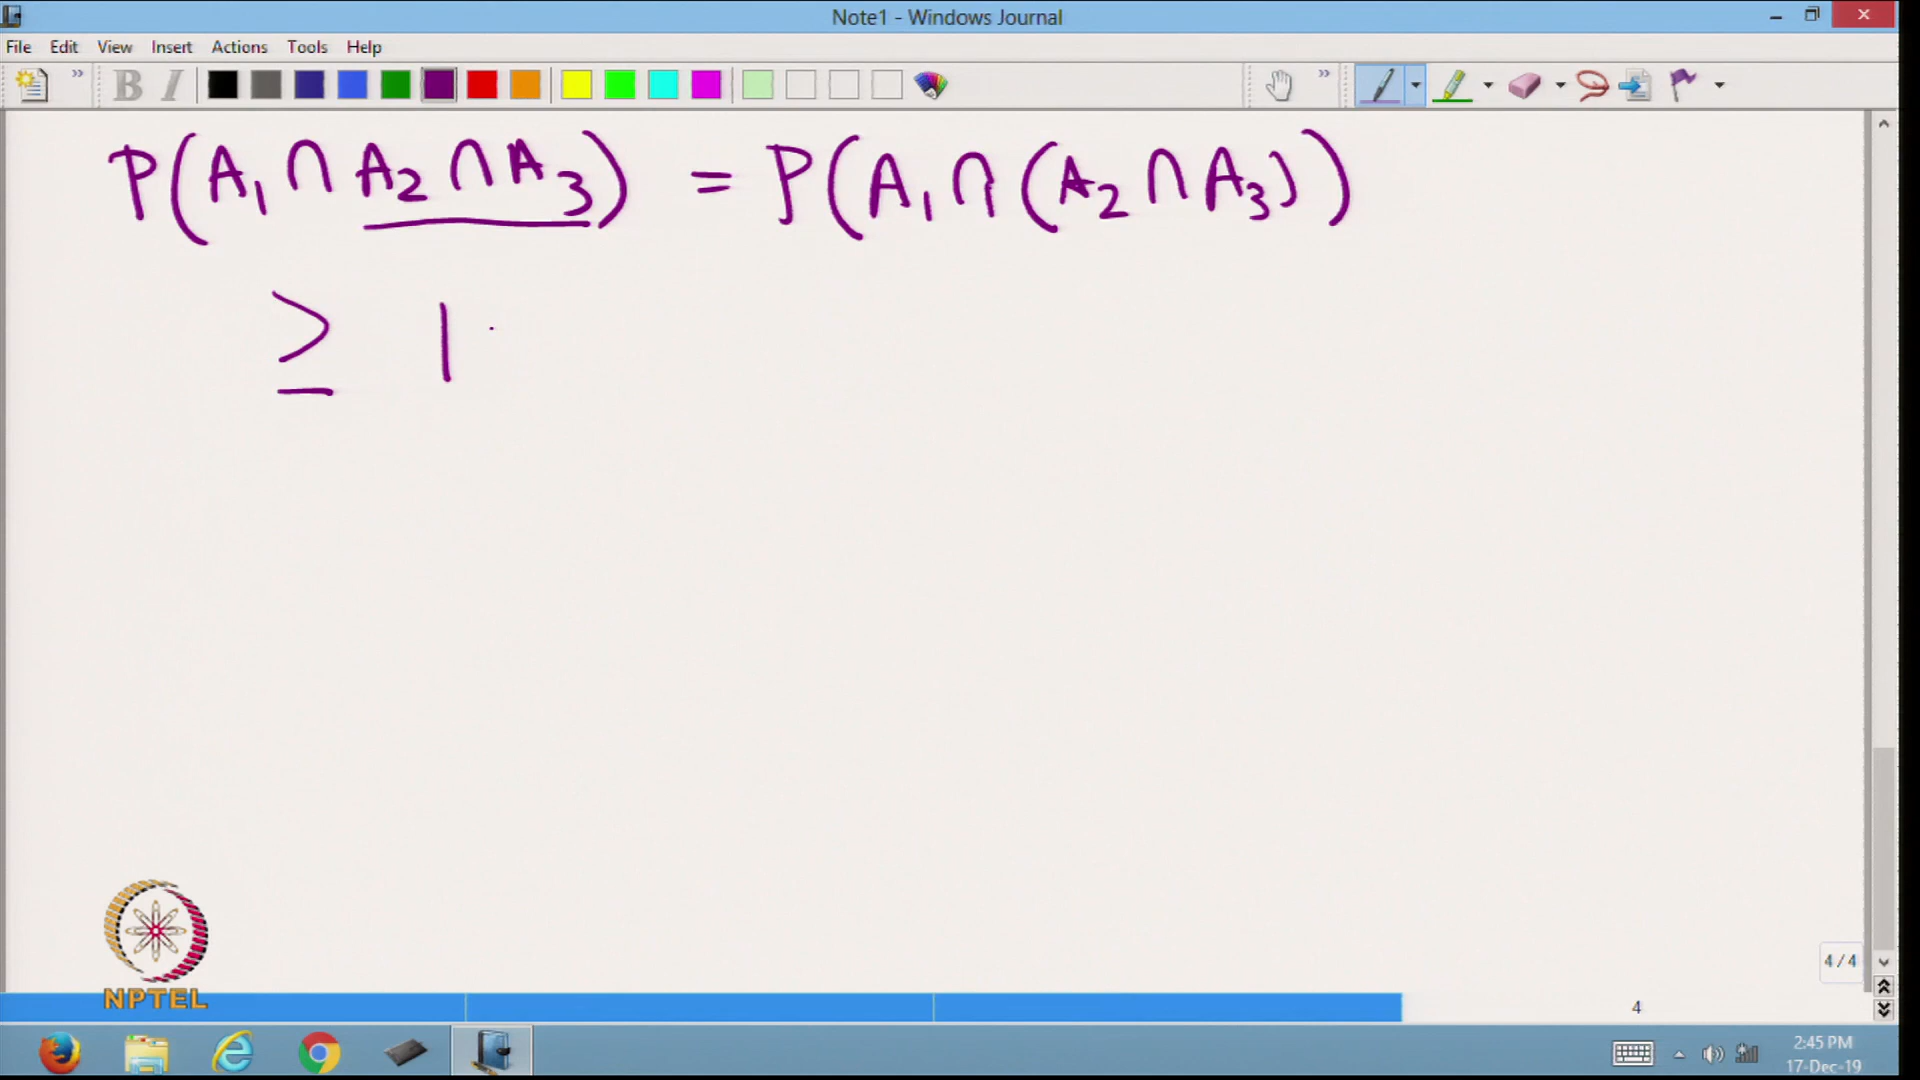 Note1 - Windows Journal
File Edit View Insert Actions Tools Help
B I
P(A₁ ∩ A₂ ∩ A₃) = P(A₁ ∩ (A₂ ∩ A₃))
≥ 1
4 / 4
NPTEL
4
2:45 PM
17-Dec-19